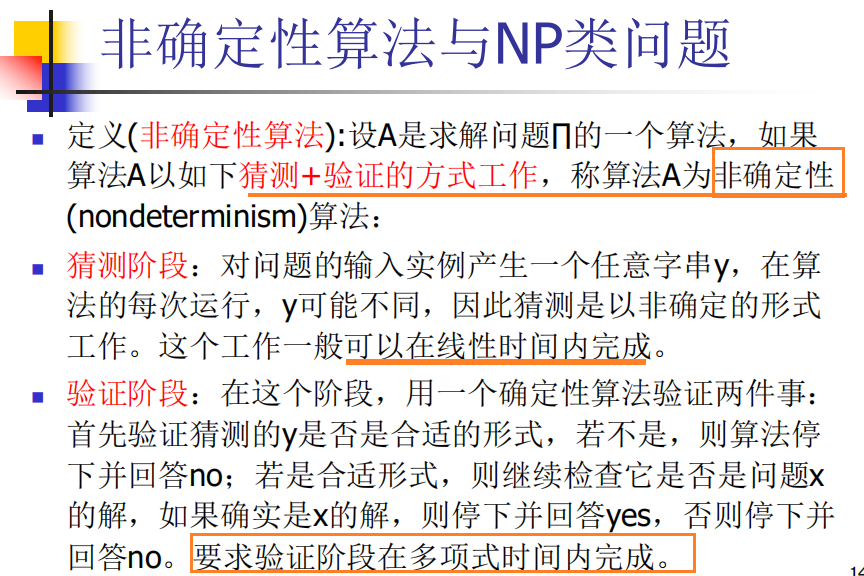 非确定性算法与NP类问题
定义(非确定性算法):设A是求解问题∏的一个算法，如果
算法A以如下猜测+验证的方式工作，称算法A为非确定性
(nondeterminism)算法：
猜测阶段：对问题的输入实例产生一个任意字串y，在算
法的每次运行，y可能不同，因此猜测是以非确定的形式
工作。这个工作一般可以在线性时间内完成。
验证阶段：在这个阶段，用一个确定性算法验证两件事：
首先验证猜测的y是否是合适的形式，若不是，则算法停
下并回答no；若是合适形式，则继续检查它是否是问题x
的解，如果确实是x的解，则停下并回答yes，否则停下并
回答no。要求验证阶段在多项式时间内完成。
14